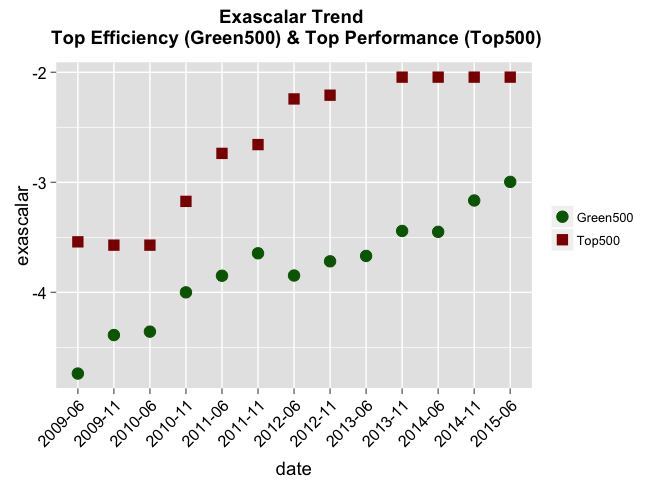 Exascalar Trend
Top Efficiency (Green500) & Top Performance (Top500)
-2
-3
-4
exascalar
Green500
Top500
2009-06
2009-11
2010-06
2010-11
2011-06
2011-11
2012-06
2012-11
2013-06
2013-11
2014-06
2014-11
2015-06
date